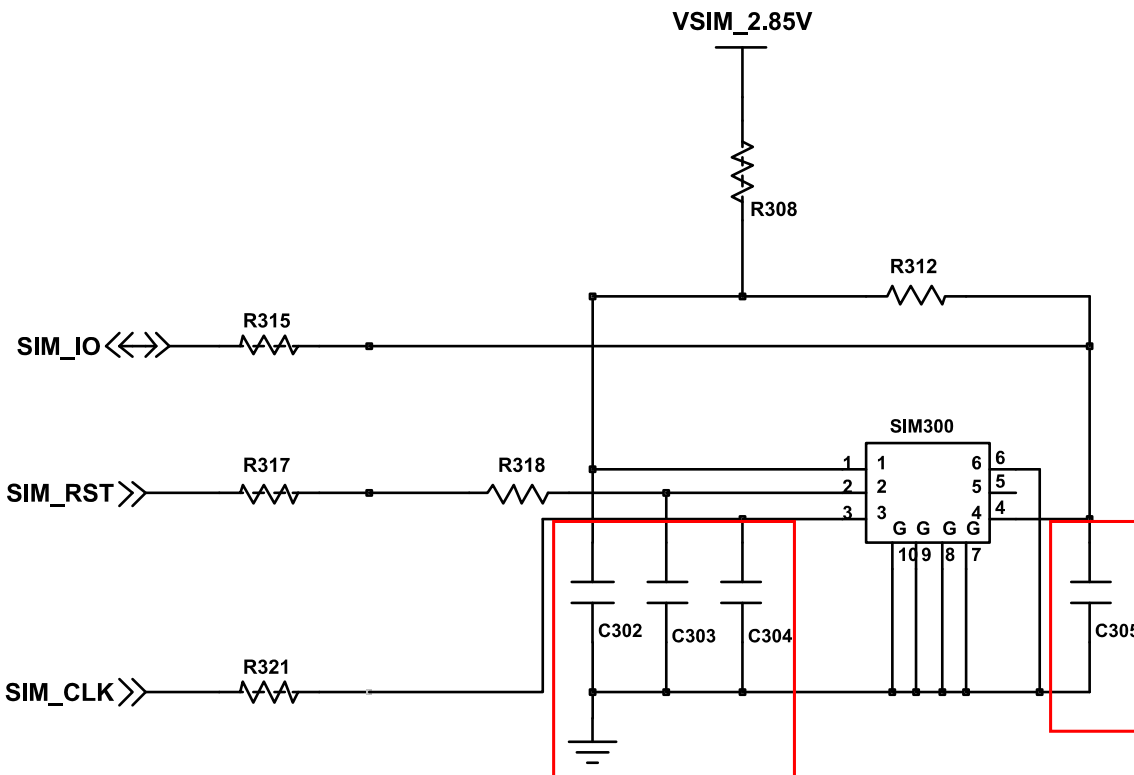 VSIM_2.85V
R308
R312
R315
SIM_IO
SIM300
R317
R318
SIM_RST
1 1 6 6
2 2 5 5
3 3 4 4
G G G G
10 9 8 7
C302
C303
C304
C305
R321
SIM_CLK